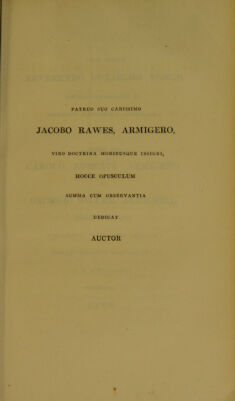 PATRUO SUO CARISSIMO
JACOBO RAWES, ARMIGERO,
VIRO DOCTRINA MORIBUSQUE INSIGNI,
HOCCE OPUSCULUM
SUMMA CUM OBSERVANTIA
DEDICAT
AUCTOR